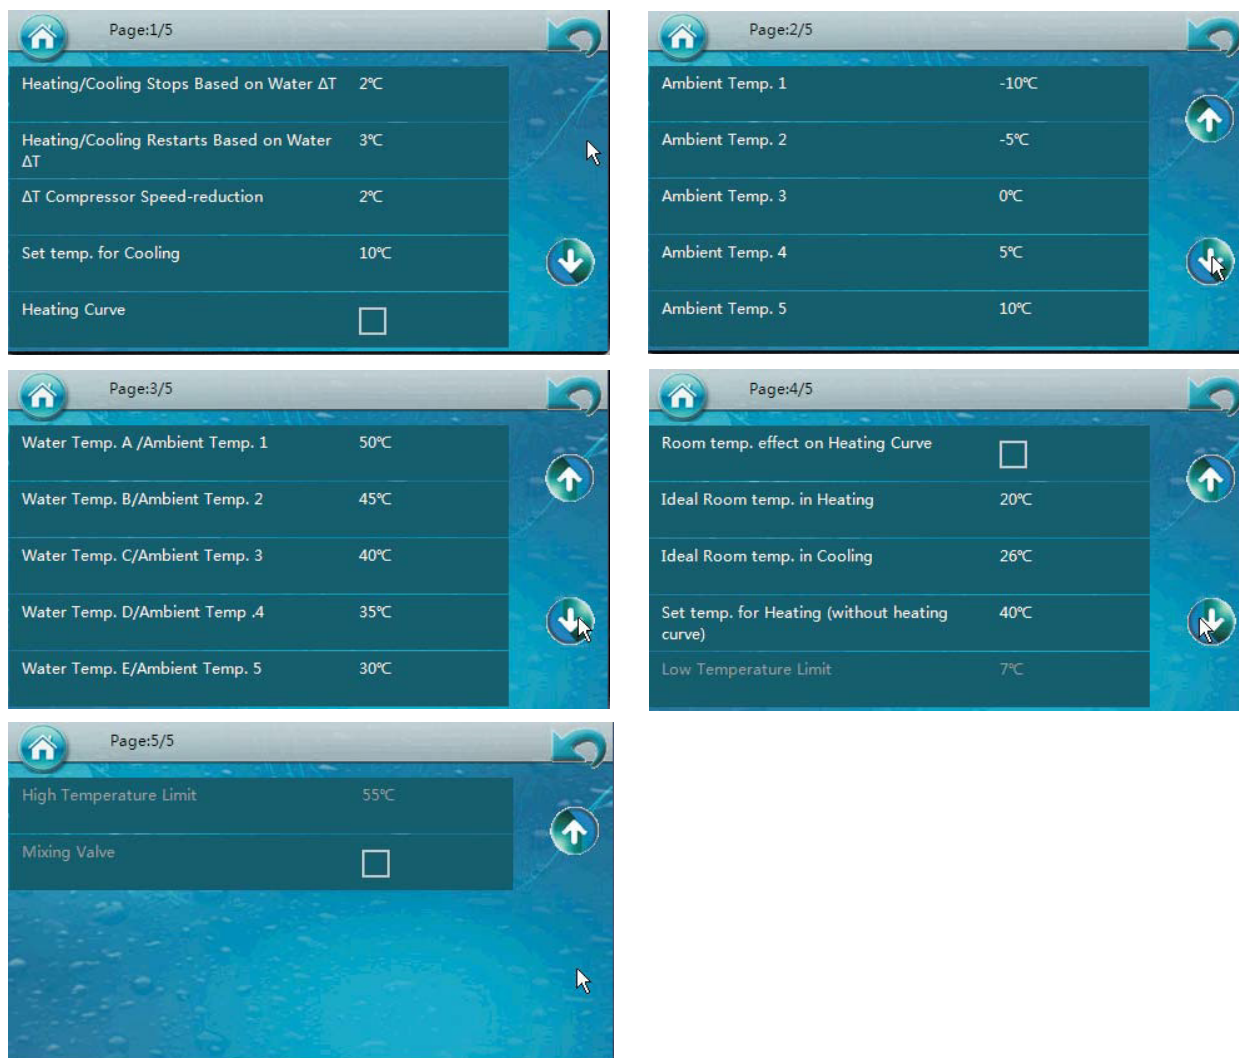 Page:1/5
Heating/Cooling Stops Based on Water ΔT 2℃
Heating/Cooling Restarts Based on Water 3℃
ΔT
ΔT Compressor Speed-reduction 2℃
Set temp. for Cooling 10℃
Heating Curve
Page:2/5
Ambient Temp. 1 -10℃
Ambient Temp. 2 -5℃
Ambient Temp. 3 0℃
Ambient Temp. 4 5℃
Ambient Temp. 5 10℃
Page:3/5
Water Temp. A /Ambient Temp. 1 50℃
Water Temp. B/Ambient Temp. 2 45℃
Water Temp. C/Ambient Temp. 3 40℃
Water Temp. D/Ambient Temp .4 35℃
Water Temp. E/Ambient Temp. 5 30℃
Page:4/5
Room temp. effect on Heating Curve
Ideal Room temp. in Heating 20℃
Ideal Room temp. in Cooling 26℃
Set temp. for Heating (without heating 40℃
curve)
Low Temperature Limit 7℃
Page:5/5
High Temperature Limit 55℃
Mixing Valve